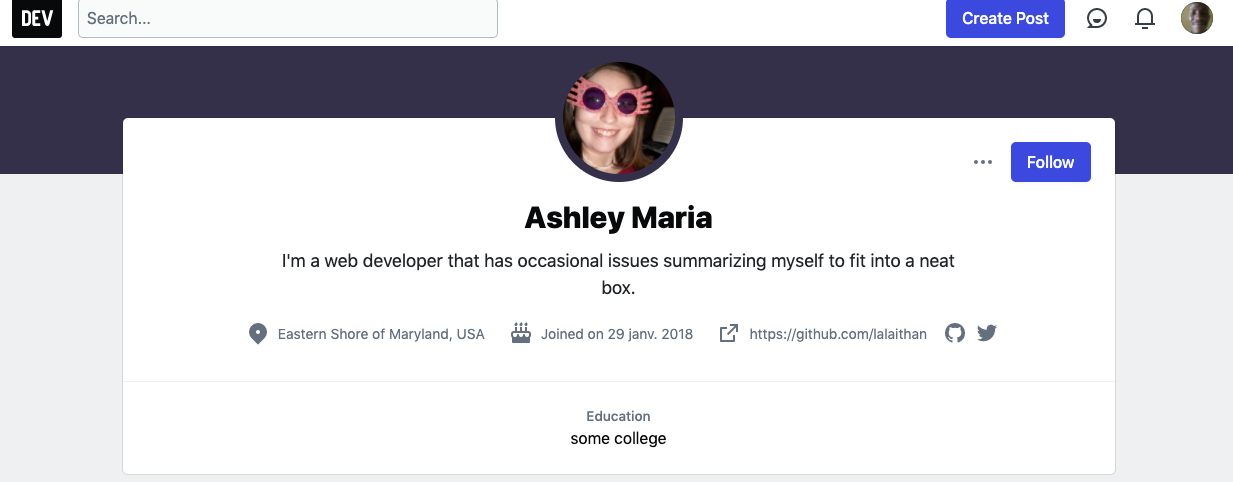 DEV
Search...
Create Post
Follow
Ashley Maria
I'm a web developer that has occasional issues summarizing myself to fit into a neat
box.
Eastern Shore of Maryland, USA
Joined on 29 janv. 2018
https://github.com/lalaithan
Education
some college